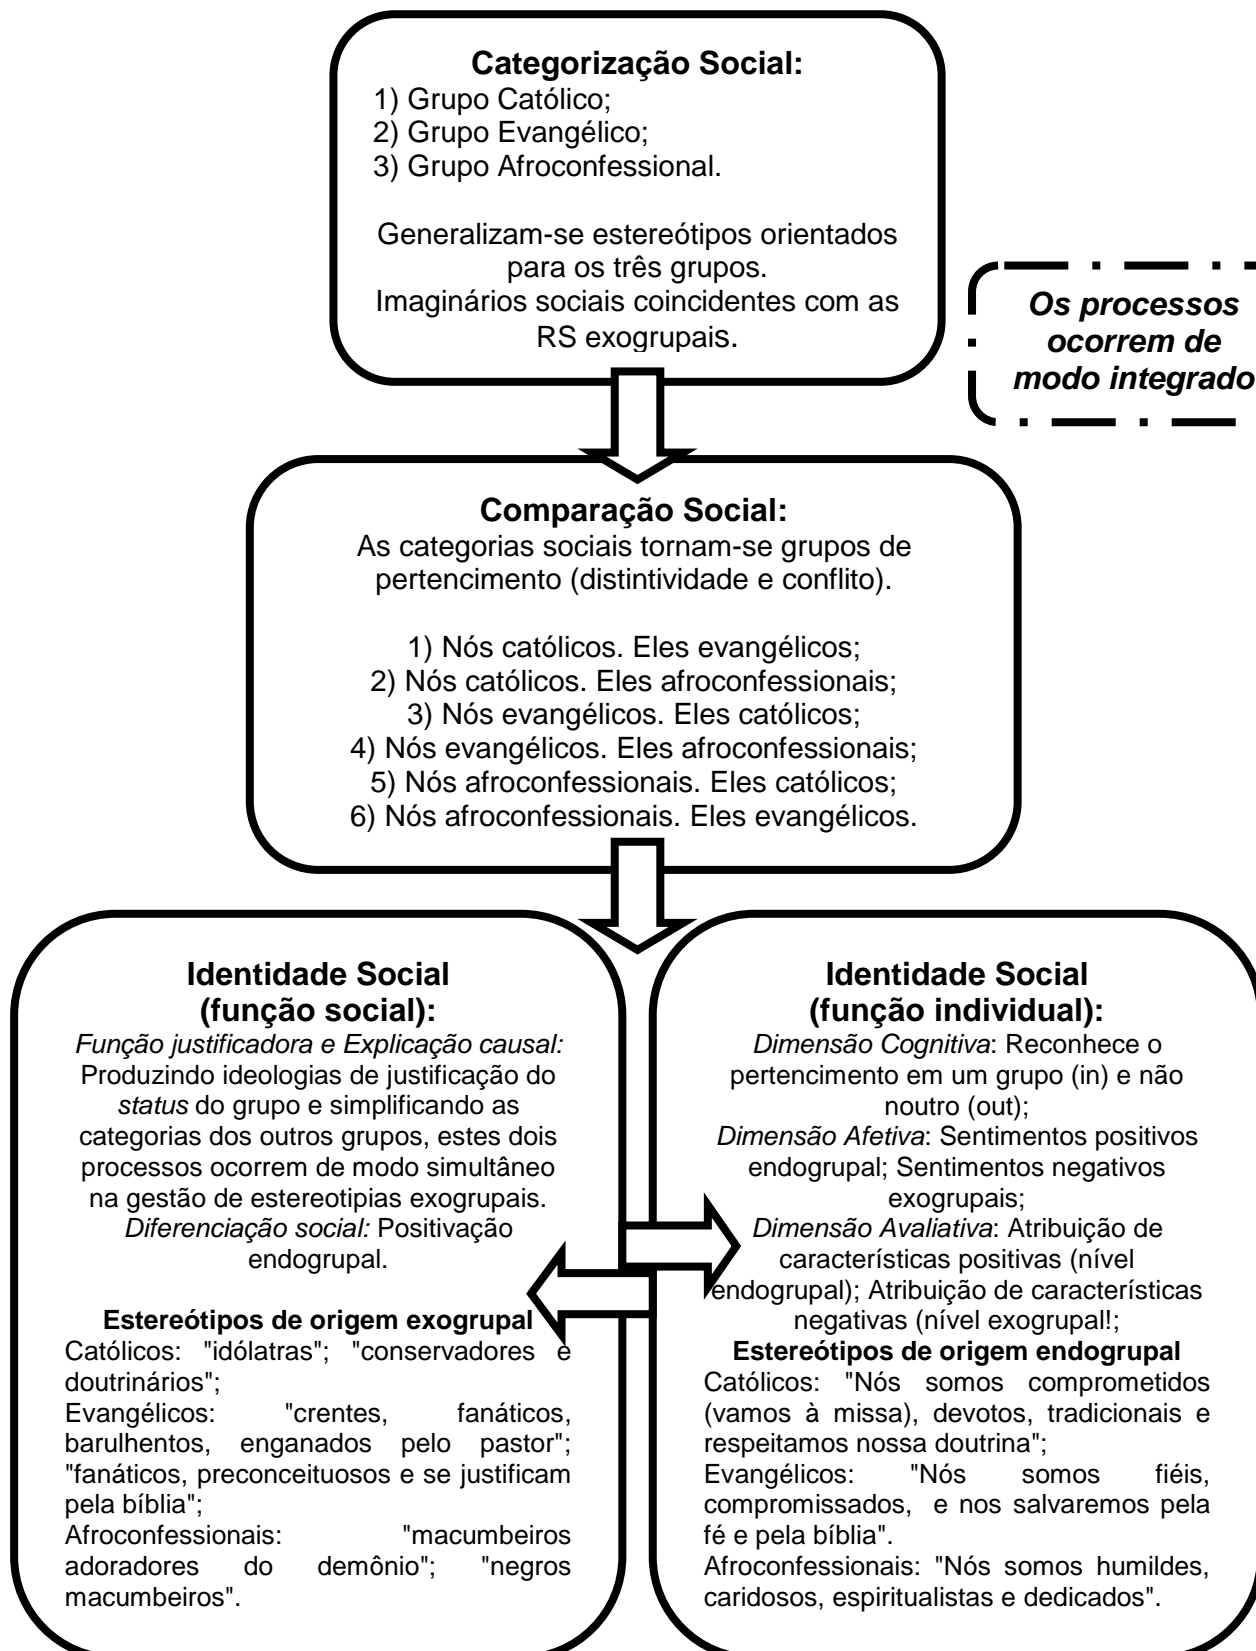 Categorização Social:
1) Grupo Católico;
2) Grupo Evangélico;
3) Grupo Afroconfessional.
Generalizam-se estereótipos orientados
para os três grupos.
Imaginários sociais coincidentes com as
RS exogrupais.
Os processos
ocorrem de
modo integrado
Comparação Social:
As categorias sociais tornam-se grupos de
pertencimento (distintividade e conflito).
1) Nós católicos. Eles evangélicos;
2) Nós católicos. Eles afroconfessionais;
3) Nós evangélicos. Eles católicos;
4) Nós evangélicos. Eles afroconfessionais;
5) Nós afroconfessionais. Eles católicos;
6) Nós afroconfessionais. Eles evangélicos.
Identidade Social
(função social):
Função justificadora e Explicação causal:
Produzindo ideologias de justificação do
status do grupo e simplificando as
categorias dos outros grupos, estes dois
processos ocorrem de modo simultâneo
na gestão de estereotipias exogrupais.
Diferenciação social: Positivação
endogrupal.
Estereótipos de origem exogrupal
Católicos: "idólatras"; "conservadores e
doutrinários";
Evangélicos: "crentes, fanáticos,
barulhentos, enganados pelo pastor";
"fanáticos, preconceituosos e se justificam
pela bíblia";
Afroconfessionais: "macumbeiros
adoradores do demônio"; "negros
macumbeiros".
Identidade Social
(função individual):
Dimensão Cognitiva: Reconhece o
pertencimento em um grupo (in) e não
noutro (out);
Dimensão Afetiva: Sentimentos positivos
endogrupal; Sentimentos negativos
exogrupais;
Dimensão Avaliativa: Atribuição de
características positivas (nível
endogrupal); Atribuição de características
negativas (nível exogrupal!;
Estereótipos de origem endogrupal
Católicos: "Nós somos comprometidos
(vamos à missa), devotos, tradicionais e
respeitamos nossa doutrina";
Evangélicos: "Nós somos fiéis,
compromissados, e nos salvaremos pela
fé e pela bíblia".
Afroconfessionais: "Nós somos humildes,
caridosos, espiritualistas e dedicados".